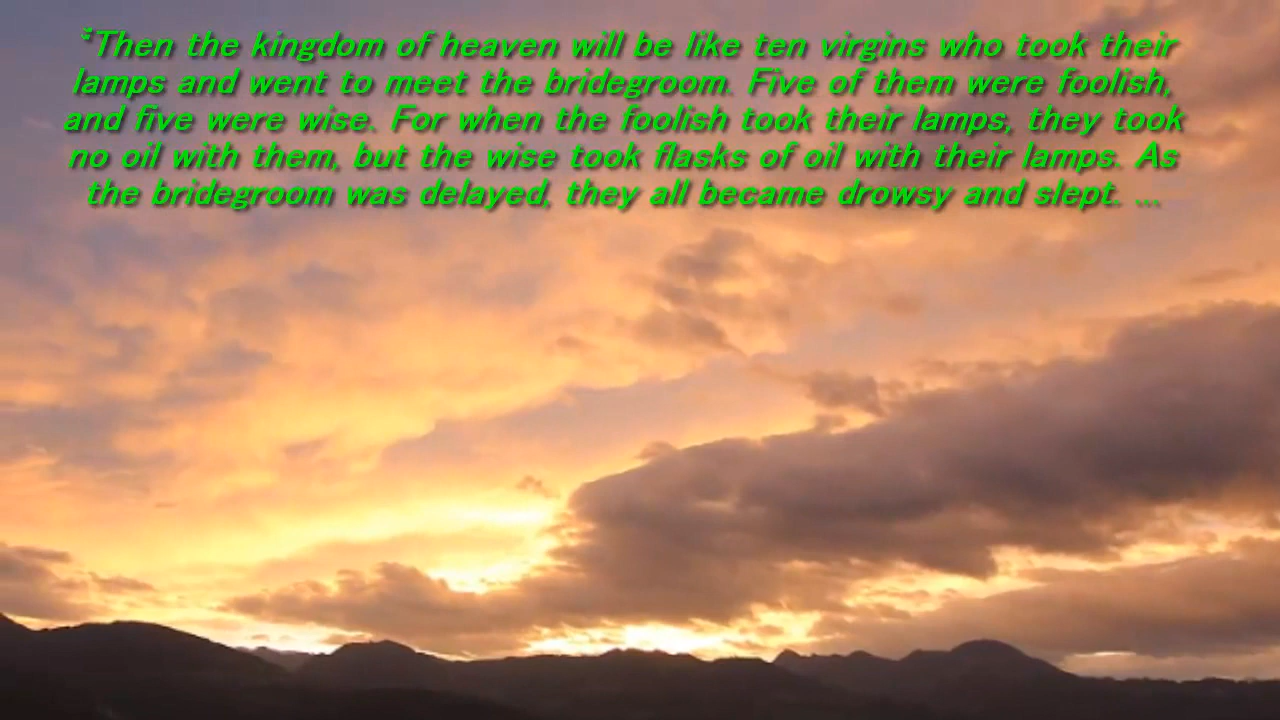 “Then the kingdom of heaven will be like ten virgins who took their
lamps and went to meet the bridegroom. Five of them were foolish,
and five were wise. For when the foolish took their lamps, they took
no oil with them, but the wise took flasks of oil with their lamps. As
the bridegroom was delayed, they all became drowsy and slept. ...